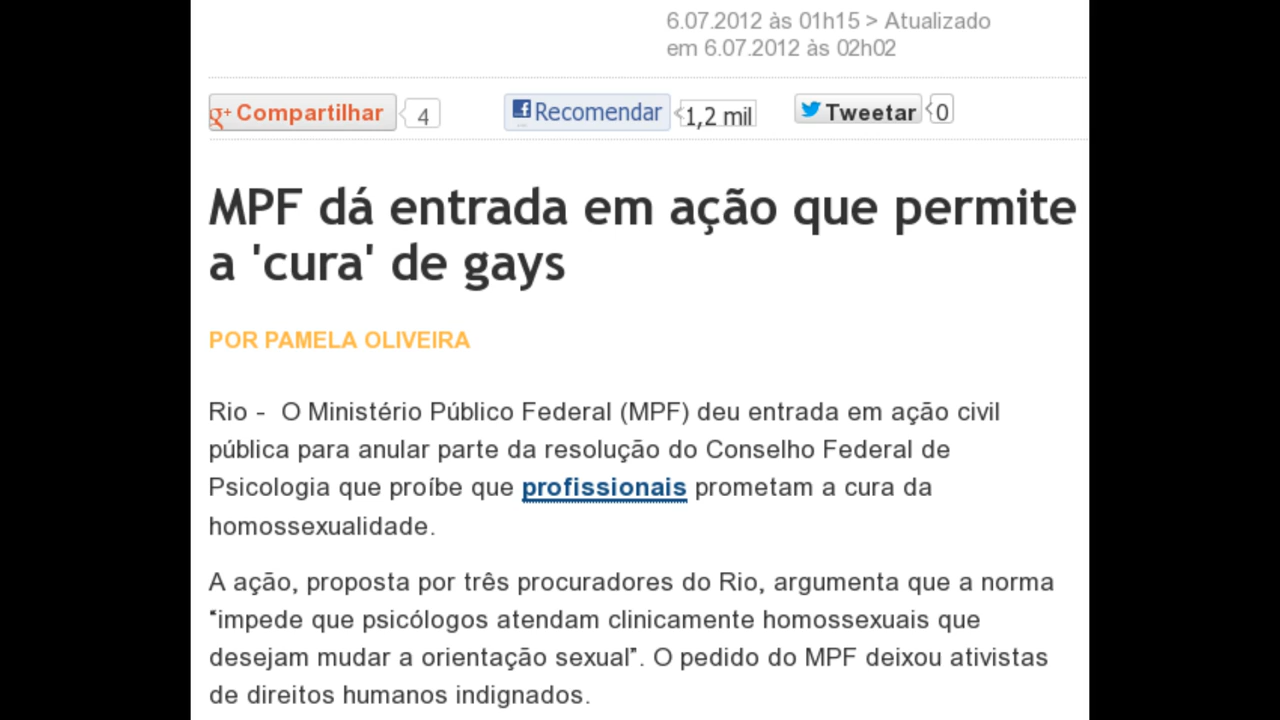 6.07.2012 às 01h15 > Atualizado
em 6.07.2012 às 02h02
g+ Compartilhar 4 f Recomendar 1,2 mil Tweetar 0
MPF dá entrada em ação que permite
a 'cura' de gays
POR PAMELA OLIVEIRA
Rio - O Ministério Público Federal (MPF) deu entrada em ação civil
pública para anular parte da resolução do Conselho Federal de
Psicologia que proíbe que profissionais prometam a cura da
homossexualidade.
A ação, proposta por três procuradores do Rio, argumenta que a norma
“impede que psicólogos atendam clinicamente homossexuais que
desejam mudar a orientação sexual”. O pedido do MPF deixou ativistas
de direitos humanos indignados.